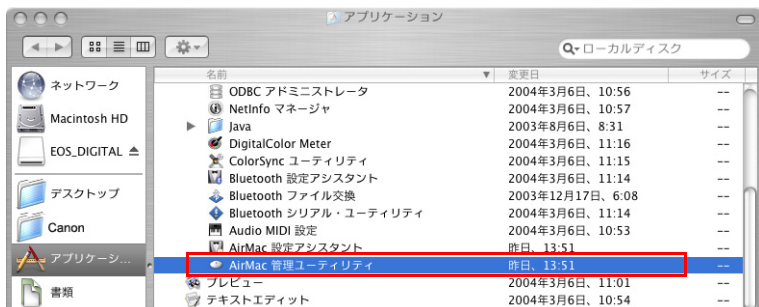 アプリケーション
ローカルディスク
名前 変更日 サイズ
ネットワーク
Macintosh HD
EOS_DIGITAL
デスクトップ
Canon
アプリケーシ...
書類
ODBC アドミニストレータ 2004年3月6日、10:56 --
NetInfo マネージャ 2004年3月6日、10:57 --
Java 2003年8月6日、8:31 --
DigitalColor Meter 2004年3月6日、11:16 --
ColorSync ユーティリティ 2004年3月6日、11:15 --
Bluetooth 設定アシスタント 2004年3月6日、11:14 --
Bluetooth ファイル交換 2003年12月17日、6:08 --
Bluetooth シリアル・ユーティリティ 2004年3月6日、11:14 --
Audio MIDI 設定 2004年3月6日、10:53 --
AirMac 設定アシスタント 昨日、13:51 --
AirMac 管理ユーティリティ 昨日、13:51 --
プレビュー 2004年3月6日、11:01 --
テキストエディット 2004年3月6日、10:54 --